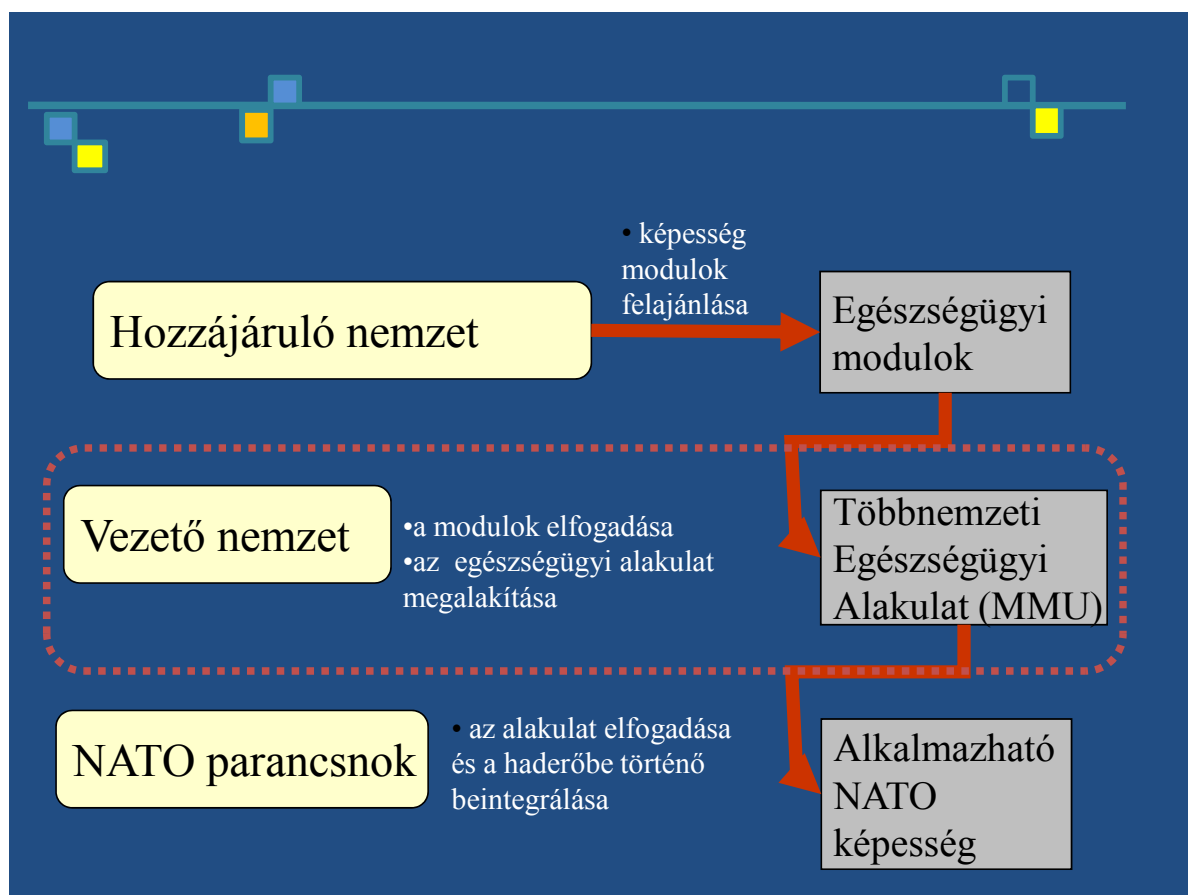 • képesség
modulok
felajánlása
Hozzájáruló nemzet
Egészségügyi
modulok
Vezető nemzet
•a modulok elfogadása
•az egészségügyi alakulat
megalakítása
Többnemzeti
Egészségügyi
Alakulat (MMU)
NATO parancsnok
• az alakulat elfogadása
és a haderőbe történő
beintegrálása
Alkalmazható
NATO
képesség